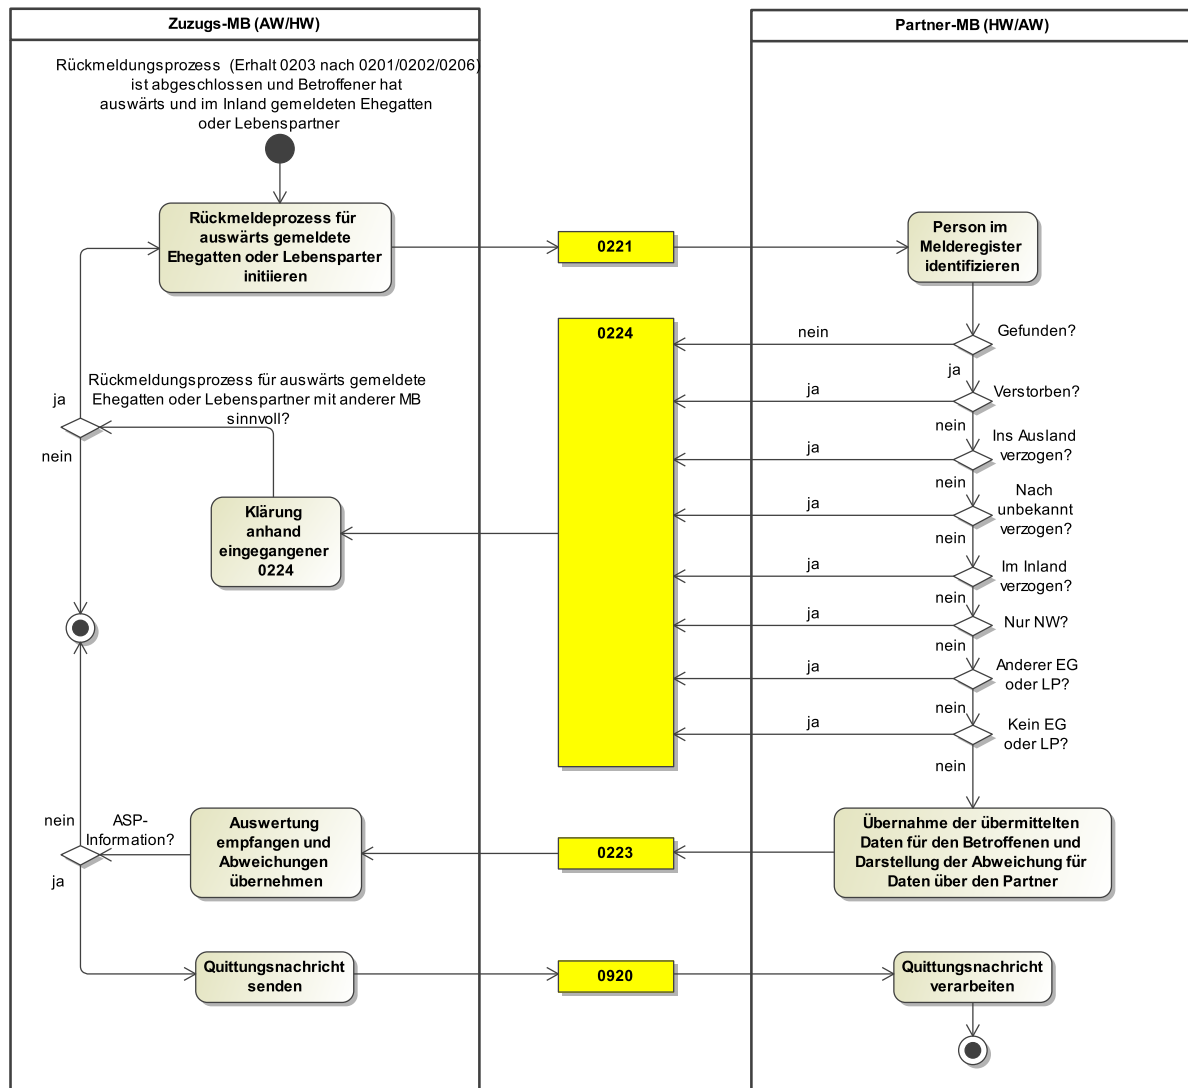 Zuzugs-MB (AW/HW)
Partner-MB (HW/AW)
Rückmeldungsprozess (Erhalt 0203 nach 0201/0202/0206)
ist abgeschlossen und Betroffener hat
auswärts und im Inland gemeldeten Ehegatten
oder Lebenspartner
Rückmeldeprozess für
auswärts gemeldete
Ehegatten oder Lebensparter
initiieren
0221
Person im
Melderegister
identifizieren
0224
nein
Gefunden?
ja
Rückmeldungsprozess für auswärts gemeldete
Ehegatten oder Lebenspartner mit anderer MB
sinnvoll?
ja
nein
ja
Verstorben?
nein
ja
Ins Ausland
verzogen?
nein
Klärung
anhand
eingegangener
0224
ja
Nach
unbekannt
verzogen?
nein
ja
Im Inland
verzogen?
nein
ja
Nur NW?
nein
ja
Anderer EG
oder LP?
nein
ja
Kein EG
oder LP?
nein
nein
ja
ASP-
Information?
Auswertung
empfangen und
Abweichungen
übernehmen
0223
Übernahme der übermittelten
Daten für den Betroffenen und
Darstellung der Abweichung für
Daten über den Partner
Quittungsnachricht
senden
0920
Quittungsnachricht
verarbeiten